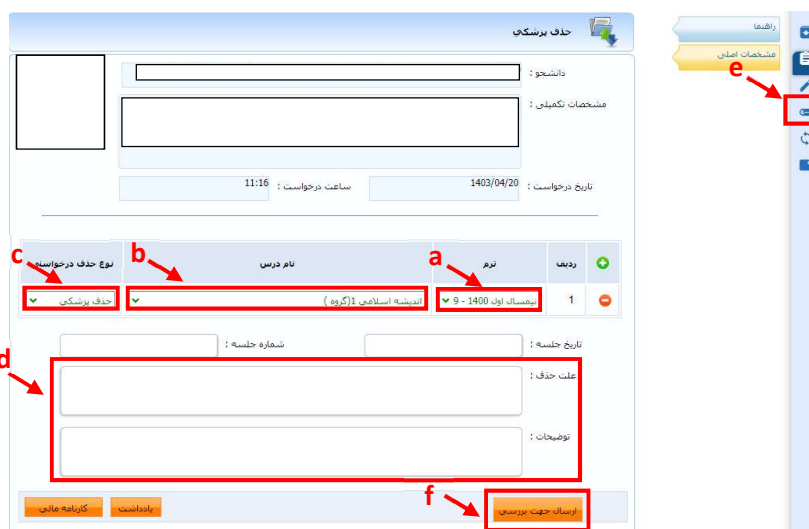 حذف پزشکی
راهنما
مشخصات اصلی
e
دانشجو :
مشخصات تکمیلی :
تاریخ درخواست : 1403/04/20 ساعت درخواست : 11:16
a
b
c
ردیف ترم نام درس نوع حذف درخواستی
1 نیمسال اول 1400 - 9 اندیشه اسلامی 1(گروه ) حذف پزشکی
تاریخ جلسه : شماره جلسه :
d
علت حذف :
توضیحات :
f
ارسال جهت بررسی یادداشت کارنامه مالی